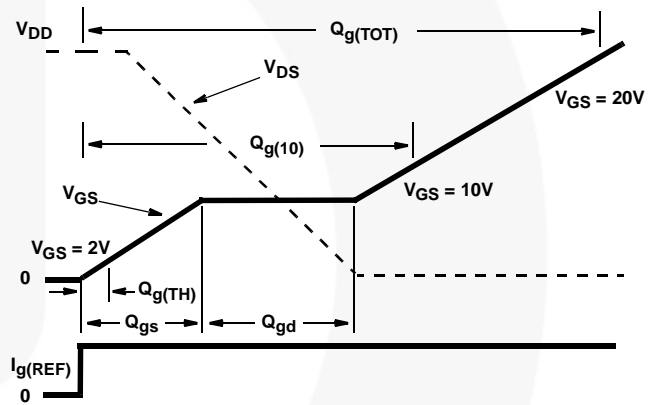 VDD
Qg(TOT)
VDS
VGS = 20V
Qg(10)
VGS
VGS = 10V
VGS = 2V
0
Qg(TH)
Qgs
Qgd
Ig(REF)
0